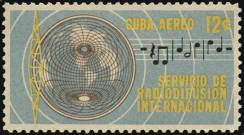 CUBA AEREO 12¢
SERVICIO DE
RADIODIFUSION
INTERNACIONAL